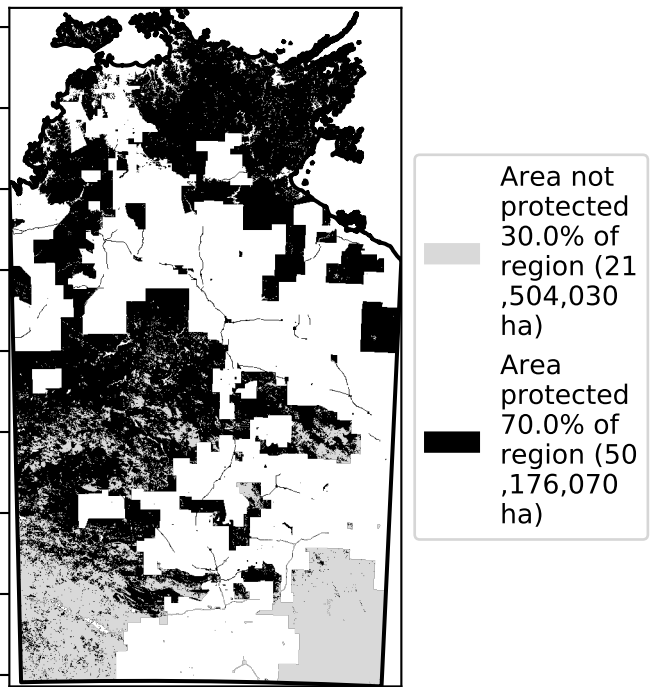 Area not
protected
30.0% of
region (21
,504,030
ha)
Area
protected
70.0% of
region (50
,176,070
ha)